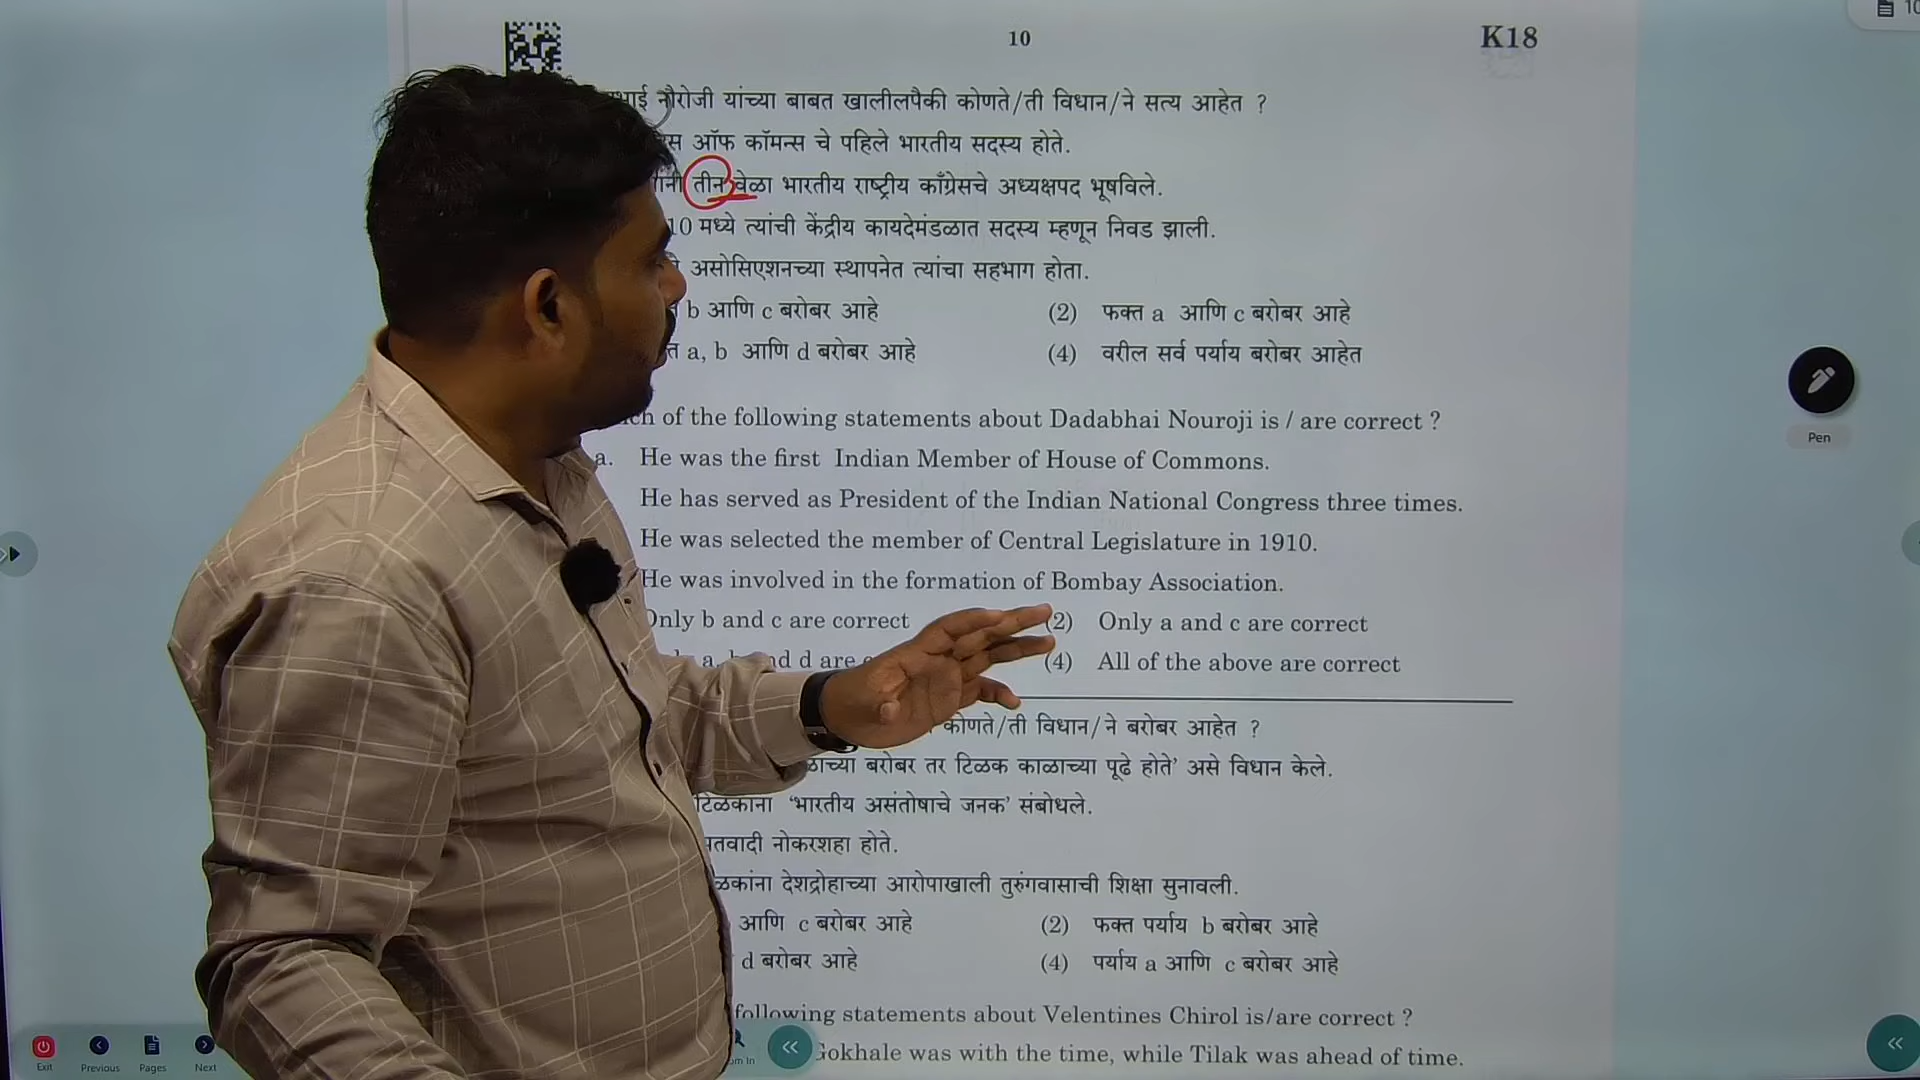 10
K18
नौरोजी यांच्या बाबत खालीलपैकी कोणते/ती विधान/ने सत्य आहेत ?
ऑफ कॉमन्स चे पहिले भारतीय सदस्य होते.
तीन वेळा भारतीय राष्ट्रीय काँग्रेसचे अध्यक्षपद भूषविले.
10 मध्ये त्यांची केंद्रीय कायदेमंडळात सदस्य म्हणून निवड झाली.
असोसिएशनच्या स्थापनेत त्यांचा सहभाग होता.
b आणि c बरोबर आहे
(2) फक्त a आणि c बरोबर आहे
a, b आणि d बरोबर आहे
(4) वरील सर्व पर्याय बरोबर आहेत
of the following statements about Dadabhai Nouroji is / are correct ?
a. He was the first Indian Member of House of Commons.
He has served as President of the Indian National Congress three times.
He was selected the member of Central Legislature in 1910.
He was involved in the formation of Bombay Association.
Only b and c are correct
(2) Only a and c are correct
d are
(4) All of the above are correct
कोणते/ती विधान/ने बरोबर आहेत ?
बरोबर तर टिळक काळाच्या पूढे होते’ असे विधान केले.
टिळकांना ‘भारतीय असंतोषाचे जनक’ संबोधले.
नोकरशहा होते.
देशद्रोहाच्या आरोपाखाली तुरुंगवासाची शिक्षा सुनावली.
आणि c बरोबर आहे
(2) फक्त पर्याय b बरोबर आहे
d बरोबर आहे
(4) पर्याय a आणि c बरोबर आहे
following statements about Velentines Chirol is/are correct ?
Gokhale was with the time, while Tilak was ahead of time.
Pen
Exit
Previous
Pages
Next
10